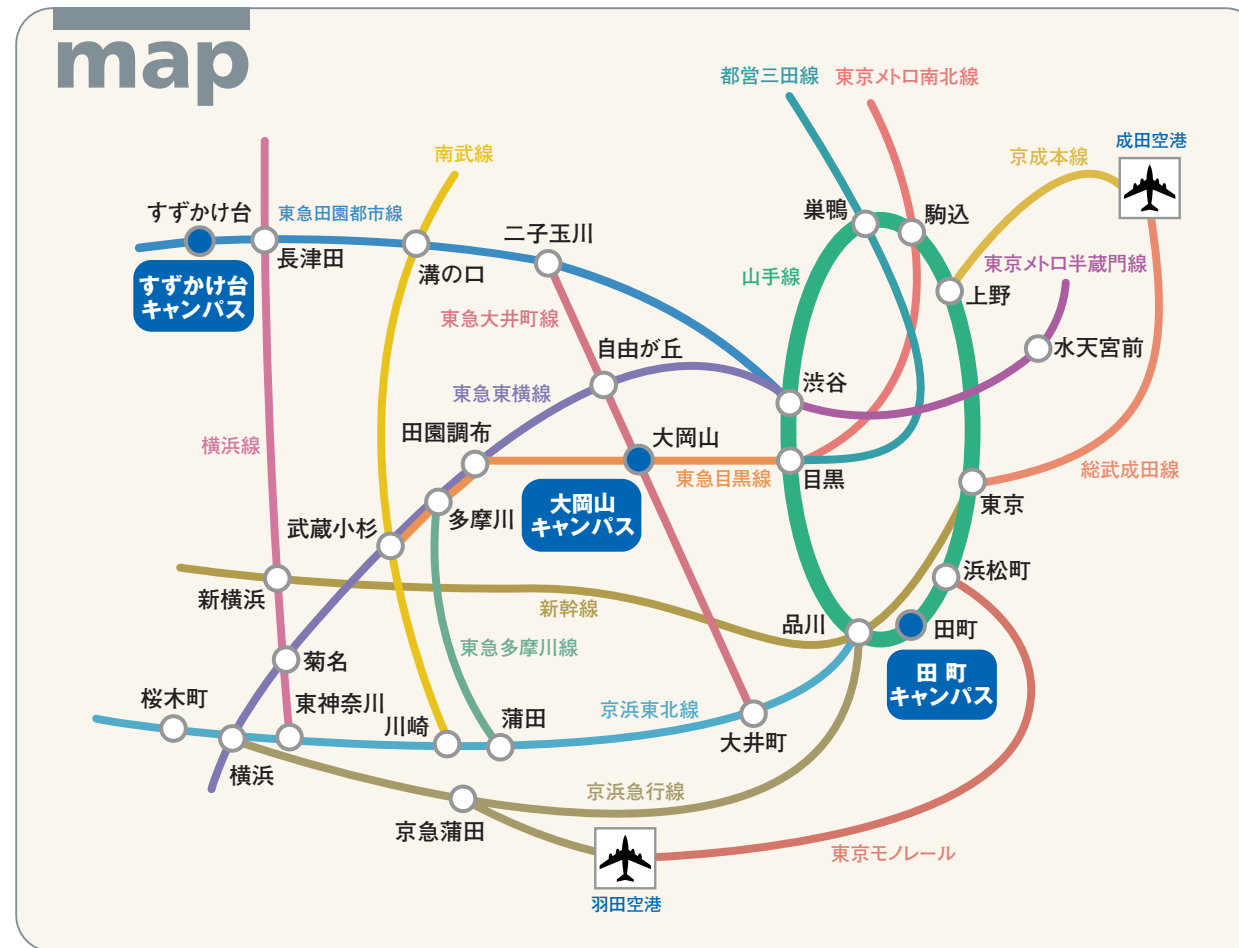 map
都営三田線
東京メトロ南北線
成田空港
京成本線
南武線
すずかけ台
東急田園都市線
二子玉川
巣鴨
駒込
長津田
溝の口
山手線
東京メトロ半蔵門線
上野
すずかけ台
キャンパス
東急大井町線
自由が丘
水天宮前
渋谷
東急東横線
田園調布
大岡山
横浜線
東急目黒線
目黒
総武成田線
東京
大岡山
キャンパス
多摩川
武蔵小杉
浜松町
新横浜
新幹線
品川
田町
東急多摩川線
菊名
田 町
キャンパス
桜木町
東神奈川
川崎
蒲田
京浜東北線
大井町
横浜
京浜急行線
京急蒲田
東京モノレール
羽田空港